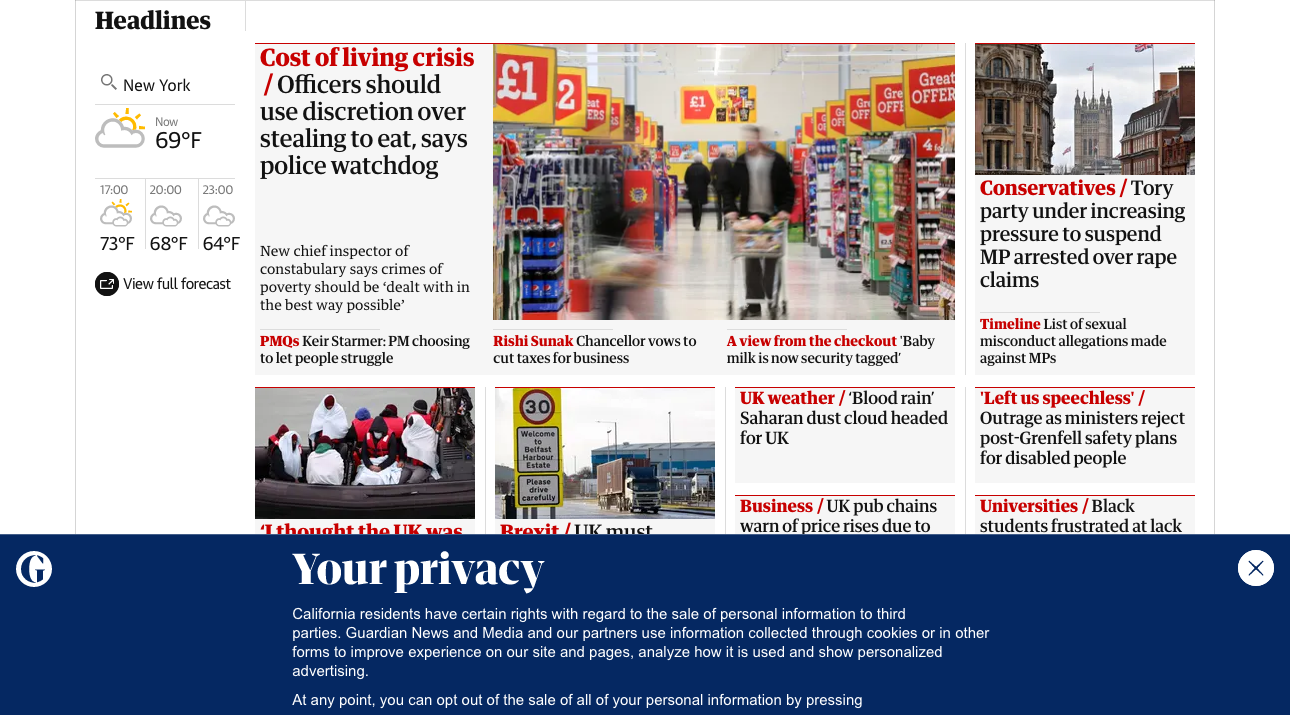 Headlines
New York
Now
69°F
17:00
20:00
23:00
73°F
68°F
64°F
View full forecast
Cost of living crisis
/ Officers should
use discretion over
stealing to eat, says
police watchdog
New chief inspector of
constabulary says crimes of
poverty should be ‘dealt with in
the best way possible’
£1
2
£1
Great
OFFERS
Great
OFFER
PMQs Keir Starmer: PM choosing
to let people struggle
Rishi Sunak Chancellor vows to
cut taxes for business
A view from the checkout 'Baby
milk is now security tagged’
Conservatives / Tory
party under increasing
pressure to suspend
MP arrested over rape
claims
Timeline List of sexual
misconduct allegations made
against MPs
‘I thought the UK was
30
Welcome
to
Belfast
Harbour
Estate
Please
drive
carefully
Brexit / UK must
UK weather / ‘Blood rain’
Saharan dust cloud headed
for UK
Business / UK pub chains
warn of price rises due to
'Left us speechless' /
Outrage as ministers reject
post-Grenfell safety plans
for disabled people
Universities / Black
students frustrated at lack
G
Your privacy
California residents have certain rights with regard to the sale of personal information to third
parties. Guardian News and Media and our partners use information collected through cookies or in other
forms to improve experience on our site and pages, analyze how it is used and show personalized
advertising.
At any point, you can opt out of the sale of all of your personal information by pressing